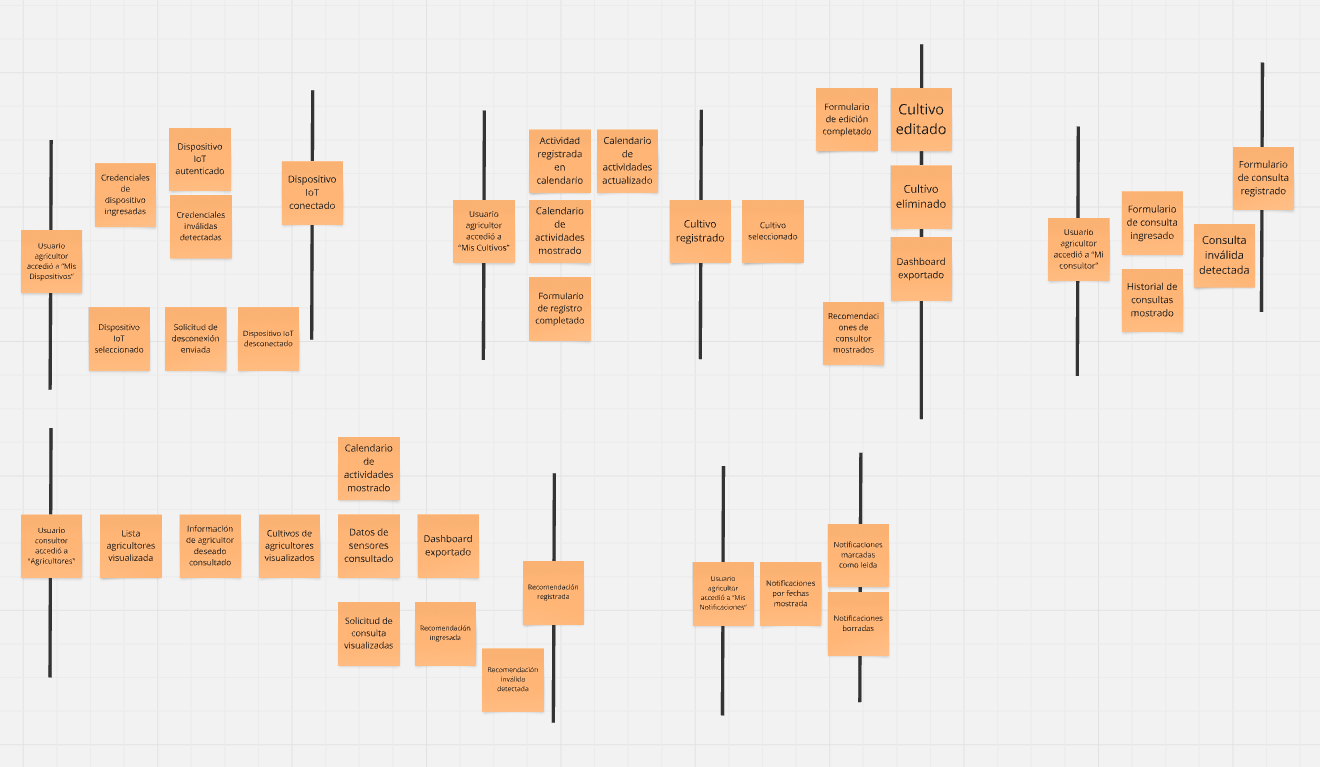 Usuario
agricultor
accedió a "Mis
Dispositivos"
Credenciales
de
dispositivo
ingresadas
Dispositivo
IoT
autenticado
Credenciales
inválidas
detectadas
Dispositivo
IoT
conectado
Dispositivo
IoT
seleccionado
Solicitud de
desconexión
enviada
Dispositivo IoT
desconectado
Usuario
agricultor
accedió a
"Mis Cultivos"
Actividad
registrada
en
calendario
Calendario
de
actividades
actualizado
Calendario
de
actividades
mostrado
Formulario
de registro
completado
Cultivo
registrado
Cultivo
seleccionado
Formulario
de edición
completado
Cultivo
editado
Cultivo
eliminado
Dashboard
exportado
Recomendaci
ones de
consultor
mostrados
Usuario
agricultor
accedió a "Mi
consultor"
Formulario
de consulta
ingresado
Historial de
consultas
mostrado
Consulta
inválida
detectada
Formulario
de consulta
registrado
Usuario
consultor
accedió a
"Agricultores"
Lista
agricultores
visualizada
Información
de agricultor
deseado
consultado
Cultivos de
agricultores
visualizados
Calendario
de
actividades
mostrado
Datos de
sensores
consultado
Dashboard
exportado
Solicitud de
consulta
visualizadas
Recomendación
ingresada
Recomendación
invalida
detectada
Recomendación
registrada
Usuario
agricultor
accedió a "Mis
Notificaciones"
Notificaciones
por fechas
mostrada
Notificaciones
marcadas
como leida
Notificaciones
borradas